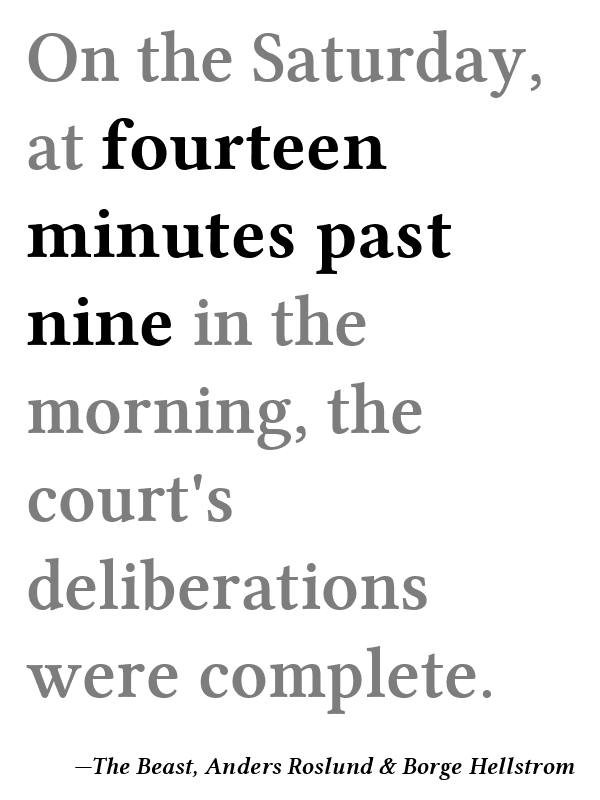 On the Saturday,
at fourteen
minutes past
nine in the
morning, the
court's
deliberations
were complete.
—The Beast, Anders Roslund & Borge Hellstrom